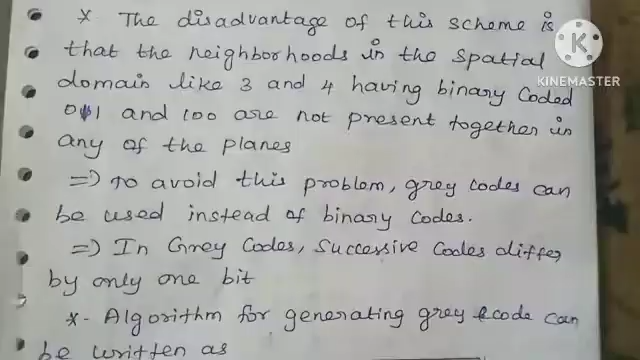 * The disadvantage of this scheme is
that the neighborhoods in the spatial
domain like 3 and 4 having binary coded
011 and 100 are not present together in
any of the planes
=> to avoid this problem, grey codes can
be used instead of binary codes.
=> In Grey Codes, successive codes differ
by only one bit
*- Algorithm for generating grey code can
be written as
K
KINEMASTER